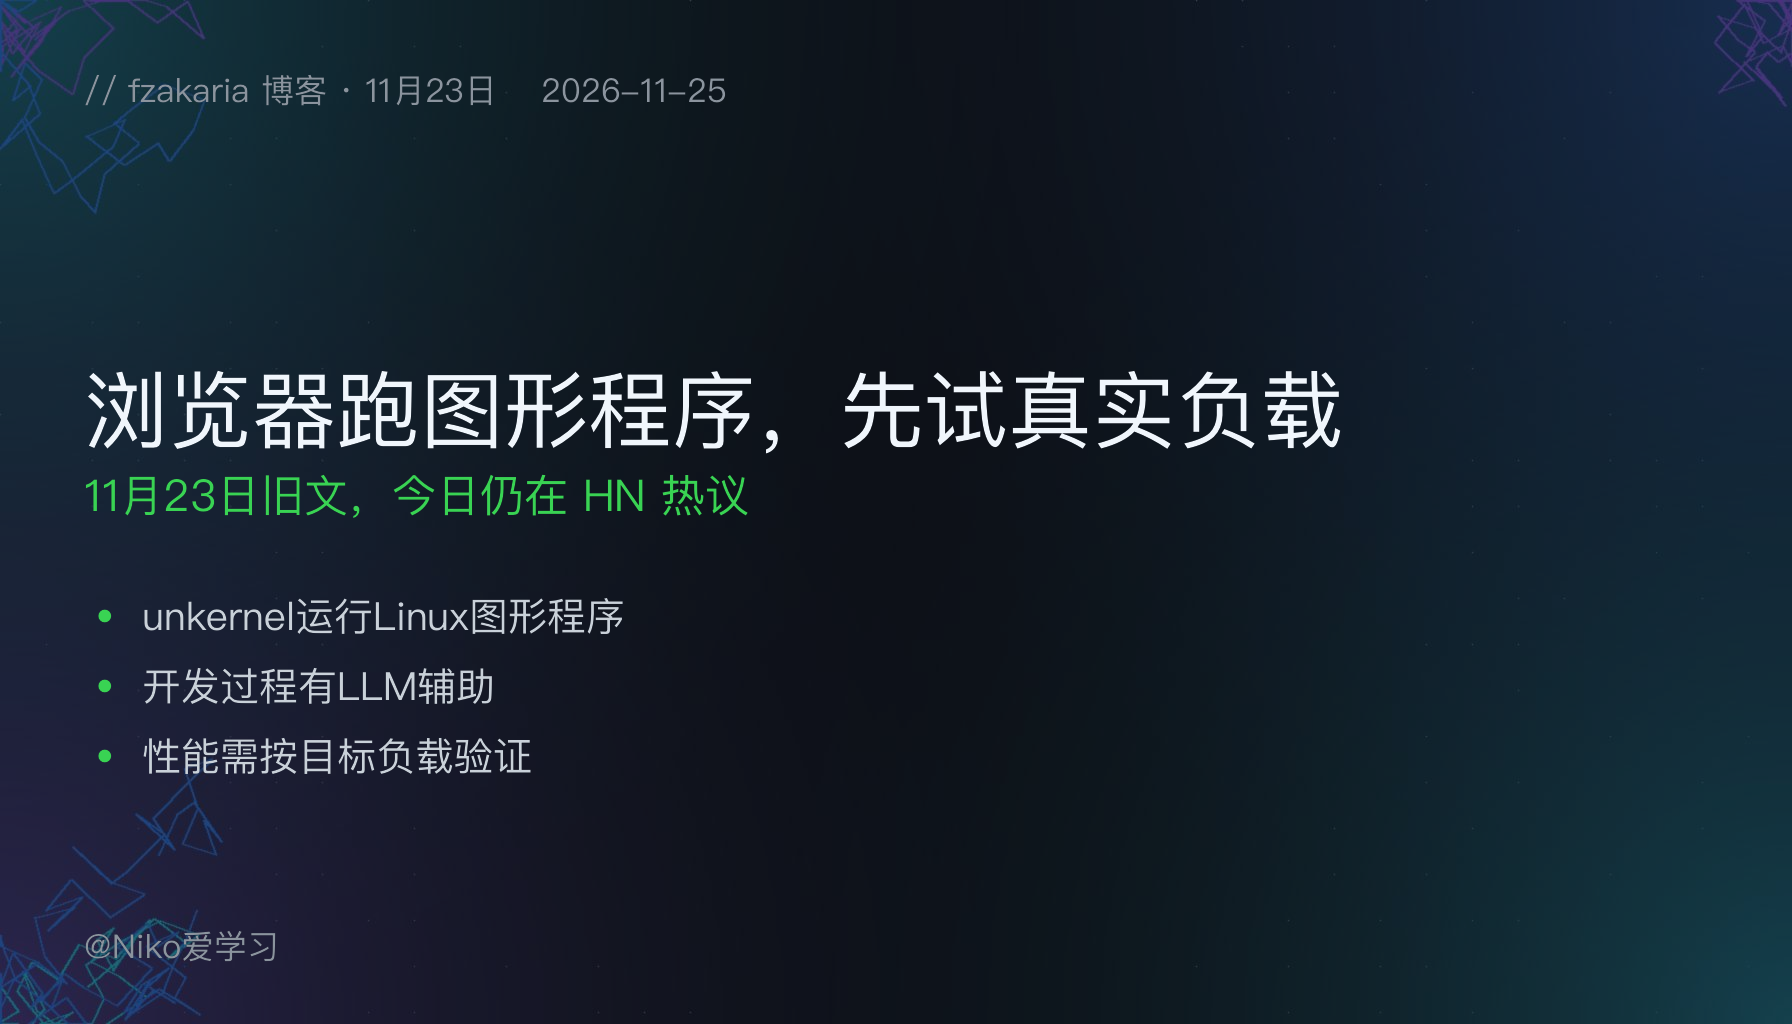 // fzakaria 博客 · 11月23日 2026-11-25
浏览器跑图形程序，先试真实负载
11月23日旧文，今日仍在 HN 热议
• unkernel运行Linux图形程序
• 开发过程有LLM辅助
• 性能需按目标负载验证
@Niko爱学习